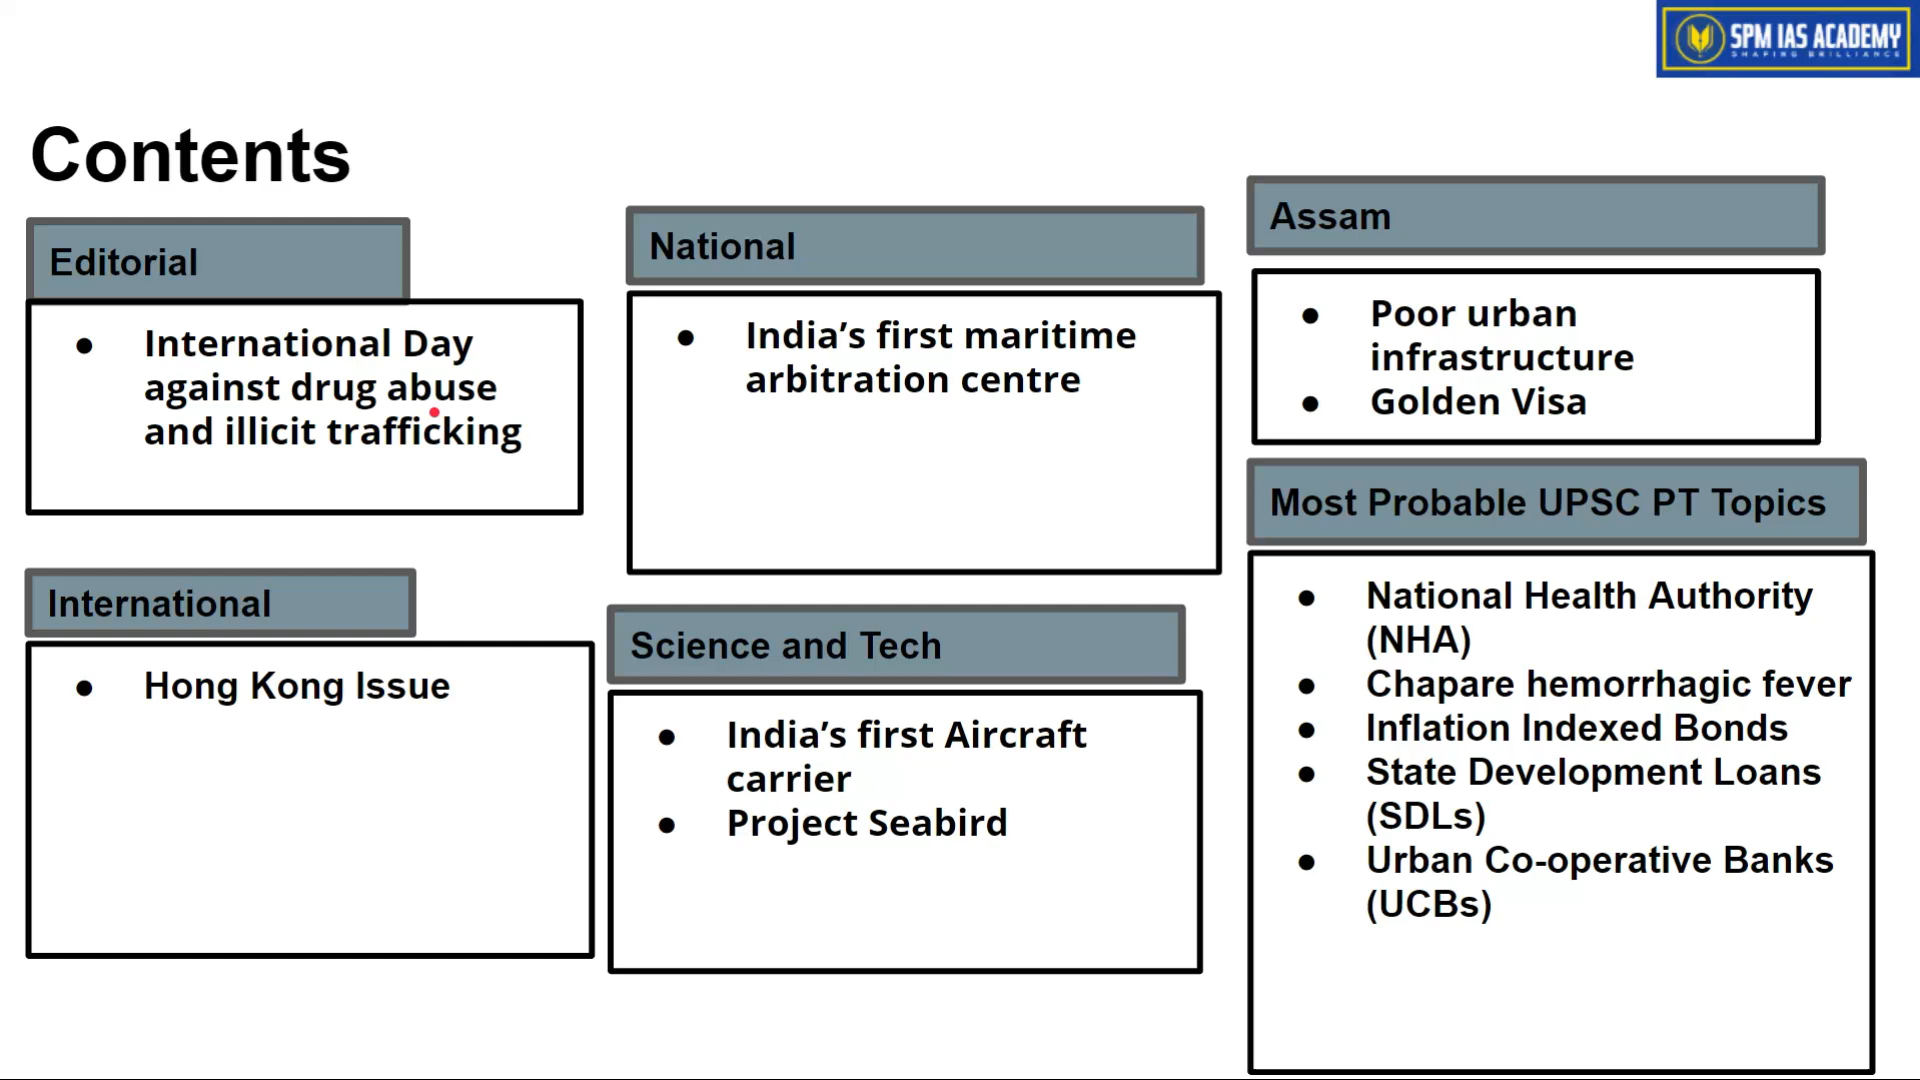 SPM IAS ACADEMY
SHAPING BRILLIANCE
Contents
Editorial
● International Day
against drug abuse
and illicit trafficking
International
● Hong Kong Issue
National
● India’s first maritime
arbitration centre
Science and Tech
● India’s first Aircraft
carrier
● Project Seabird
Assam
● Poor urban
infrastructure
● Golden Visa
Most Probable UPSC PT Topics
● National Health Authority
(NHA)
● Chapare hemorrhagic fever
● Inflation Indexed Bonds
● State Development Loans
(SDLs)
● Urban Co-operative Banks
(UCBs)